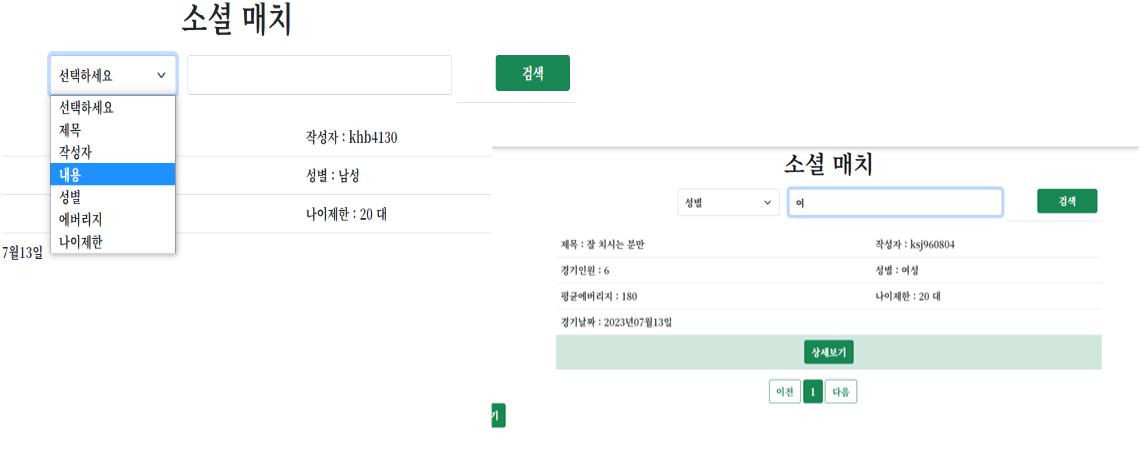 소셜 매치
선택하세요
검색
선택하세요
제목
작성자
내용
성별
에버리지
나이제한
작성자 : khb4130
성별 : 남성
나이제한 : 20 대
7월13일
기
소셜 매치
성별
여
검색
제목 : 잘 치시는 분만
작성자 : ksj960804
경기인원 : 6
성별 : 여성
평균에버리지 : 180
나이제한 : 20 대
경기날짜 : 2023년07월13일
상세보기
이전 1 다음